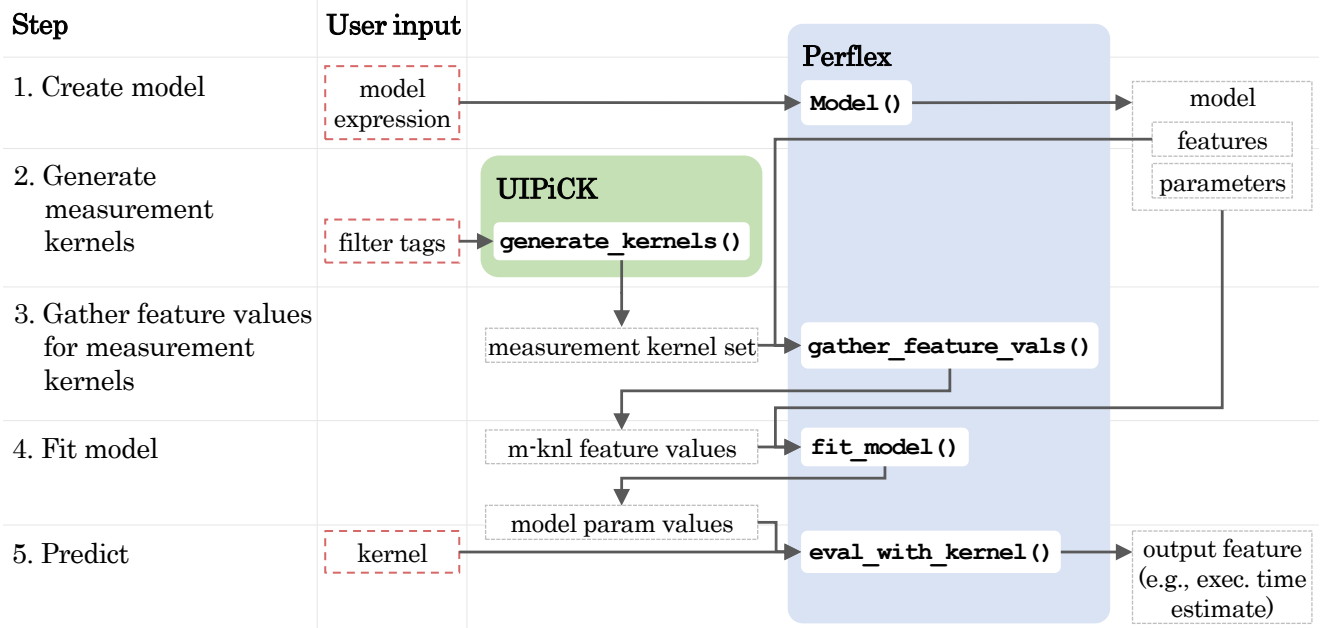 Step
User input
Perflex
1. Create model
model
expression
Model()
model
features
parameters
2. Generate
measurement
kernels
UIPiCK
filter tags
generate_kernels()
3. Gather feature values
for measurement
kernels
measurement kernel set
gather_feature_vals()
4. Fit model
m-knl feature values
fit_model()
model param values
5. Predict
kernel
eval_with_kernel()
output feature
(e.g., exec. time
estimate)